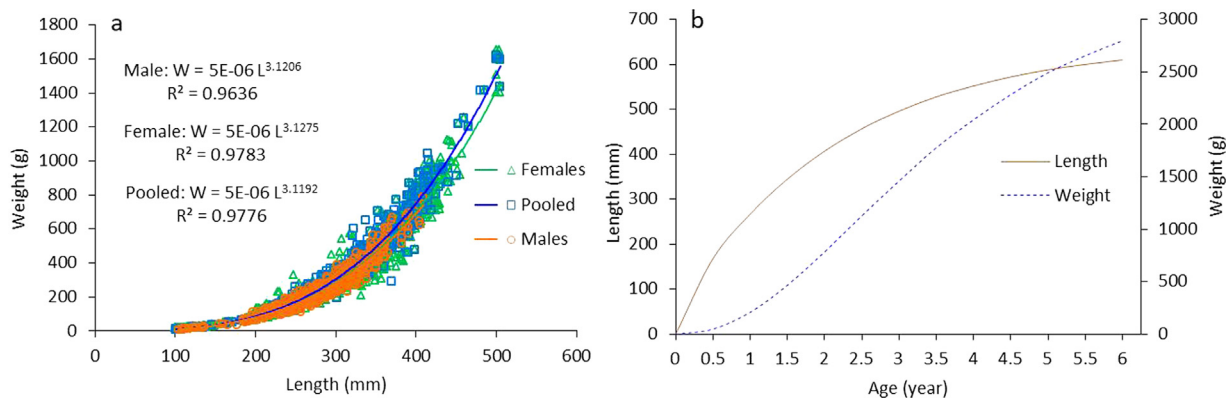 a
1800
1600
1400
1200
1000
800
600
400
200
0
Weight (g)
Male: W = 5E-06 L^3.1206
R² = 0.9636
Female: W = 5E-06 L^3.1275
R² = 0.9783
Pooled: W = 5E-06 L^3.1192
R² = 0.9776
Females
Pooled
Males
0 100 200 300 400 500 600
Length (mm)
b
700
600
500
400
300
200
100
0
Length (mm)
Length
Weight
3000
2500
2000
1500
1000
500
0
Weight (g)
0 0.5 1 1.5 2 2.5 3 3.5 4 4.5 5 5.5 6
Age (year)